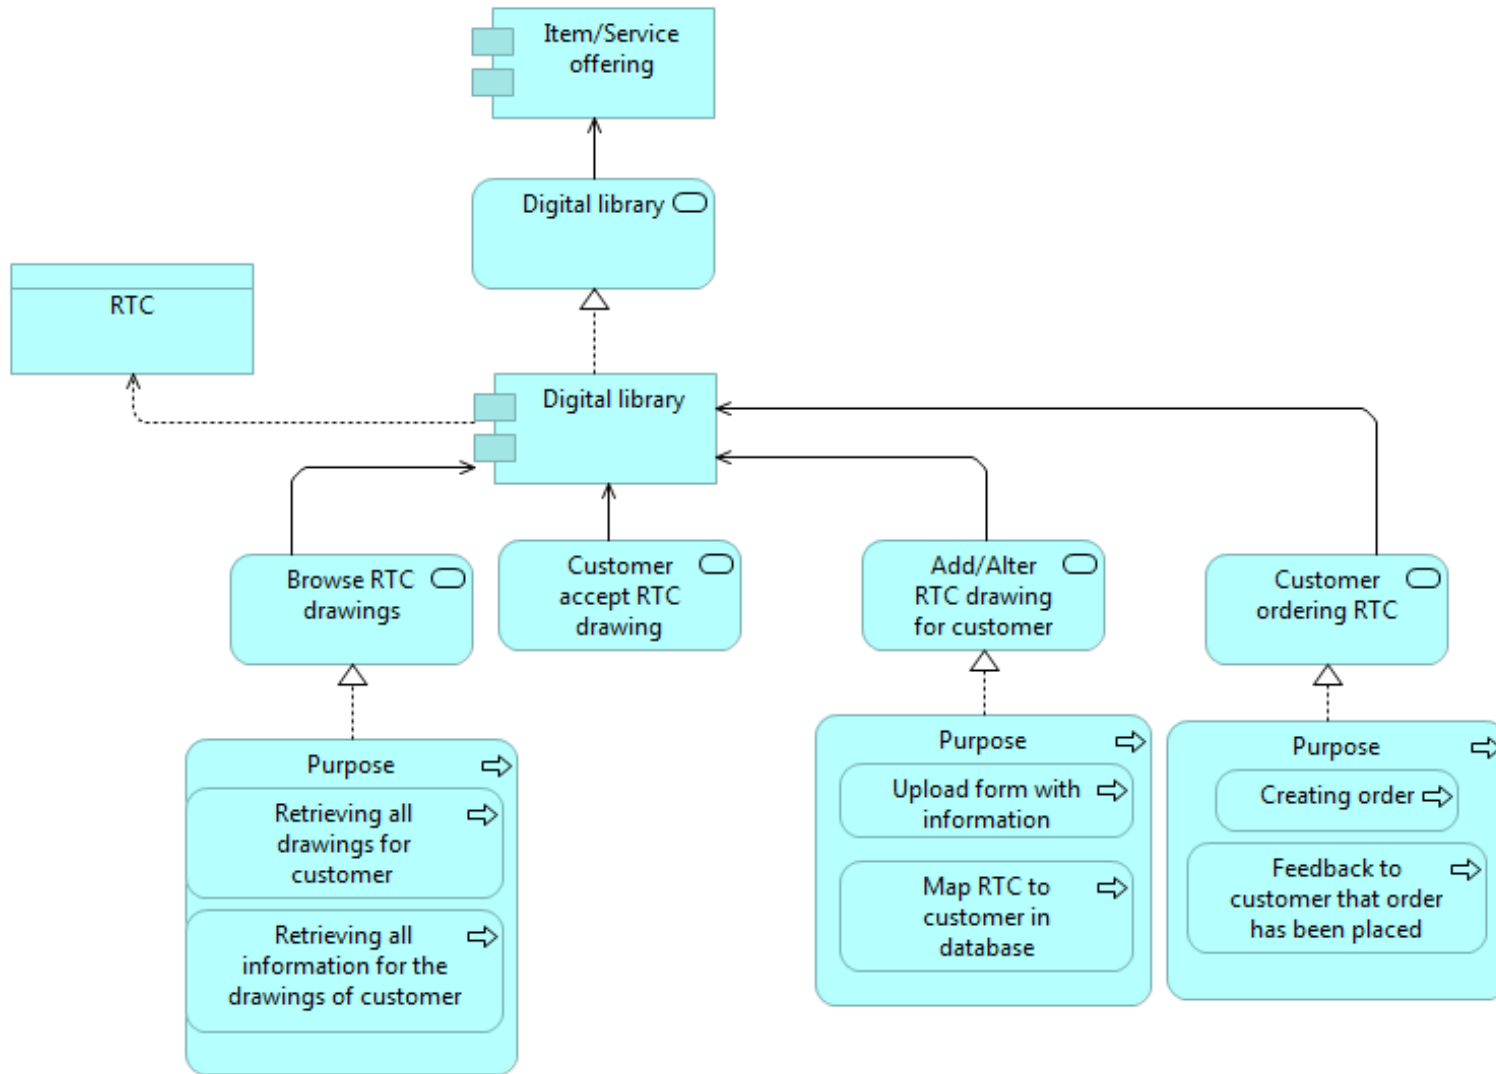 Item/Service
offering
Digital library
RTC
Digital library
Browse RTC
drawings
Customer
accept RTC
drawing
Add/Alter
RTC drawing
for customer
Customer
ordering RTC
Purpose
Retrieving all
drawings for
customer
Retrieving all
information for the
drawings of customer
Purpose
Upload form with
information
Map RTC to
customer in
database
Purpose
Creating order
Feedback to
customer that order
has been placed